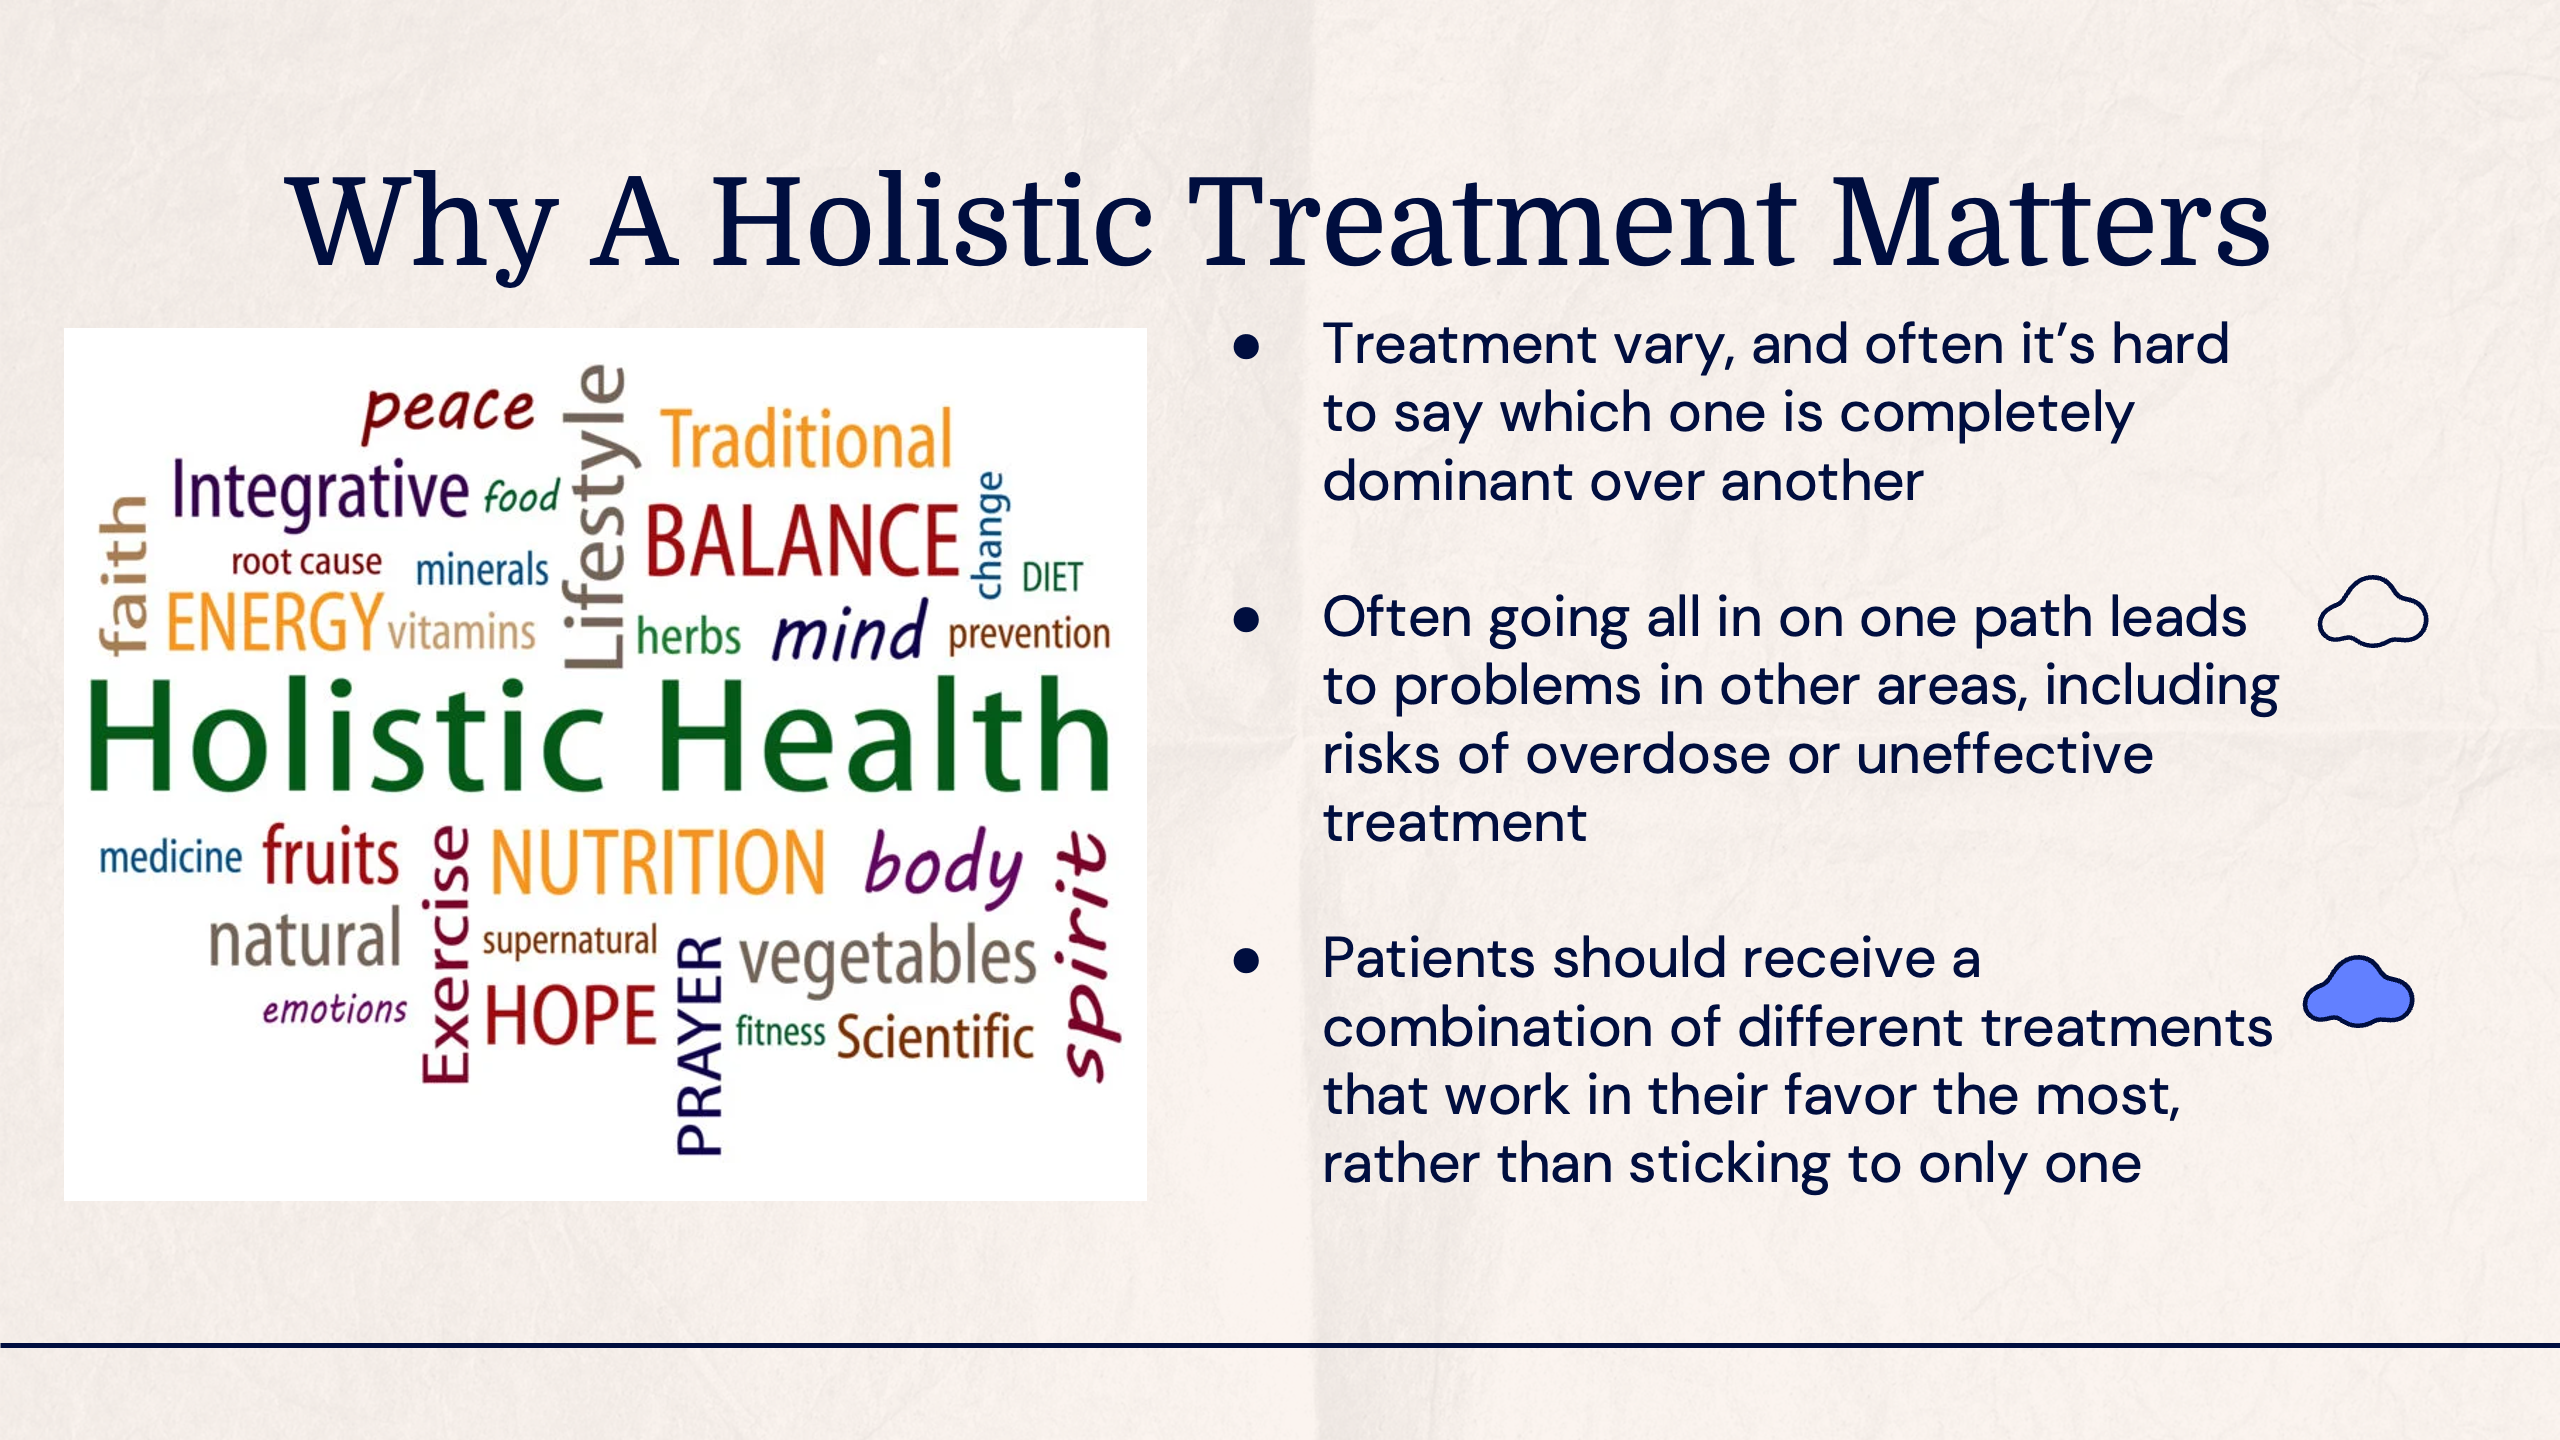 Why A Holistic Treatment Matters
peace
Lifestyle
Traditional
Integrative food
BALANCE
change
faith
root cause minerals
DIET
ENERGY vitamins
herbs mind prevention
Holistic Health
medicine fruits
Exercise
NUTRITION body
spirit
natural
supernatural
PRAYER
vegetables
emotions
HOPE
fitness Scientific
● Treatment vary, and often it’s hard
to say which one is completely
dominant over another
● Often going all in on one path leads
to problems in other areas, including
risks of overdose or uneffective
treatment
● Patients should receive a
combination of different treatments
that work in their favor the most,
rather than sticking to only one